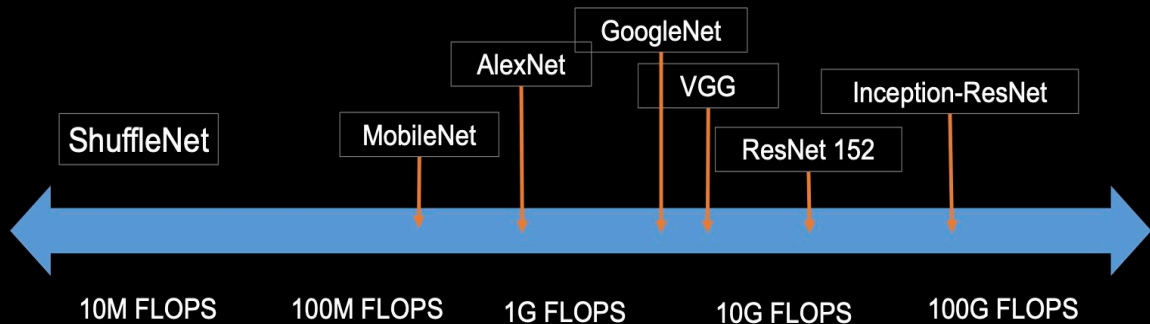 GoogleNet
AlexNet
VGG
Inception-ResNet
ShuffleNet
MobileNet
ResNet 152
10M FLOPS
100M FLOPS
1G FLOPS
10G FLOPS
100G FLOPS